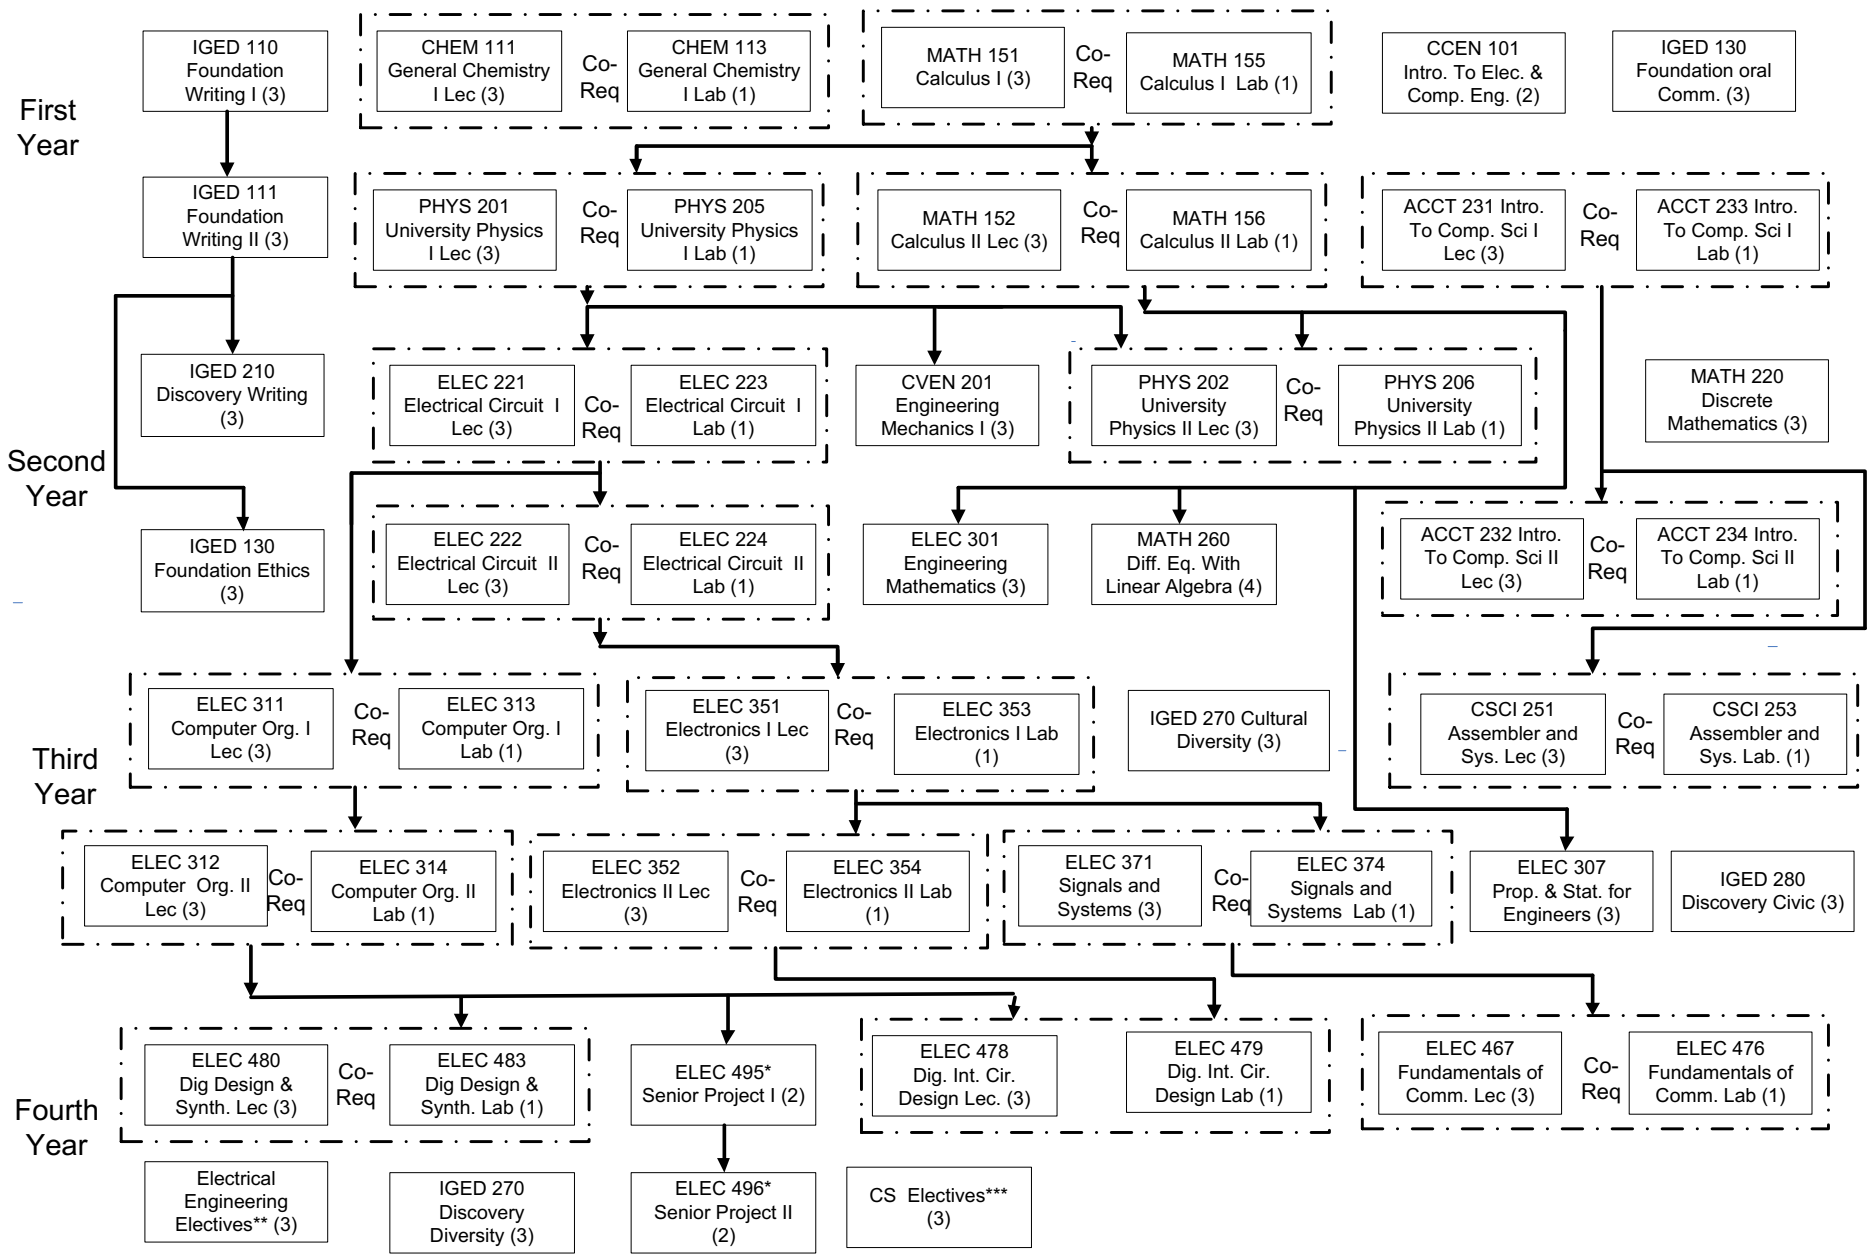 First
Year
IGED 110
Foundation
Writing I (3)
CHEM 111
General Chemistry
I Lec (3)
Co-
Req
CHEM 113
General Chemistry
I Lab (1)
MATH 151
Calculus I (3)
Co-
Req
MATH 155
Calculus I  Lab (1)
CCEN 101
Intro. To Elec. &
Comp. Eng. (2)
IGED 130
Foundation oral
Comm. (3)
IGED 111
Foundation
Writing II (3)
PHYS 201
University Physics
I Lec (3)
Co-
Req
PHYS 205
University Physics
I Lab (1)
MATH 152
Calculus II Lec (3)
Co-
Req
MATH 156
Calculus II Lab (1)
ACCT 231 Intro.
To Comp. Sci I
Lec (3)
Co-
Req
ACCT 233 Intro.
To Comp. Sci I
Lab (1)
Second
Year
IGED 210
Discovery Writing
(3)
ELEC 221
Electrical Circuit  I
Lec (3)
Co-
Req
ELEC 223
Electrical Circuit  I
Lab (1)
CVEN 201
Engineering
Mechanics I (3)
PHYS 202
University
Physics II Lec (3)
Co-
Req
PHYS 206
University
Physics II Lab (1)
MATH 220
Discrete
Mathematics (3)
IGED 130
Foundation Ethics
(3)
ELEC 222
Electrical Circuit  II
Lec (3)
Co-
Req
ELEC 224
Electrical Circuit  II
Lab (1)
ELEC 301
Engineering
Mathematics (3)
MATH 260
Diff. Eq. With
Linear Algebra (4)
ACCT 232 Intro.
To Comp. Sci II
Lec (3)
Co-
Req
ACCT 234 Intro.
To Comp. Sci II
Lab (1)
Third
Year
ELEC 311
Computer Org. I
Lec (3)
Co-
Req
ELEC 313
Computer Org. I
Lab (1)
ELEC 351
Electronics I Lec
(3)
Co-
Req
ELEC 353
Electronics I Lab
(1)
IGED 270 Cultural
Diversity (3)
CSCI 251
Assembler and
Sys. Lec (3)
Co-
Req
CSCI 253
Assembler and
Sys. Lab. (1)
ELEC 312
Computer  Org. II
Lec (3)
Co-
Req
ELEC 314
Computer Org. II
Lab (1)
ELEC 352
Electronics II Lec
(3)
Co-
Req
ELEC 354
Electronics II Lab
(1)
ELEC 371
Signals and
Systems (3)
Co-
Req
ELEC 374
Signals and
Systems  Lab (1)
ELEC 307
Prop. & Stat. for
Engineers (3)
IGED 280
Discovery Civic (3)
Fourth
Year
ELEC 480
Dig Design &
Synth. Lec (3)
Co-
Req
ELEC 483
Dig Design &
Synth. Lab (1)
ELEC 495*
Senior Project I (2)
ELEC 478
Dig. Int. Cir.
Design Lec. (3)
ELEC 479
Dig. Int. Cir.
Design Lab (1)
ELEC 467
Fundamentals of
Comm. Lec (3)
Co-
Req
ELEC 476
Fundamentals of
Comm. Lab (1)
Electrical
Engineering
Electives** (3)
IGED 270
Discovery
Diversity (3)
ELEC 496*
Senior Project II
(2)
CS  Electives***
(3)